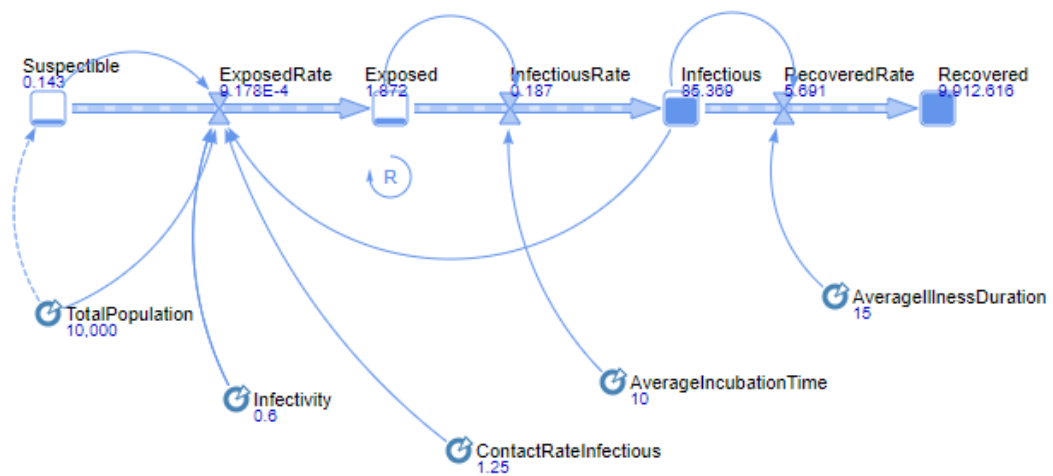 Suspectible
0.143
ExposedRate
9.178E-4
Exposed
1.872
InfectiousRate
0.187
Infectious
85.369
RecoveredRate
5.691
Recovered
9,912.616
R
TotalPopulation
10,000
AverageIllnessDuration
15
Infectivity
0.6
AverageIncubationTime
10
ContactRateInfectious
1.25